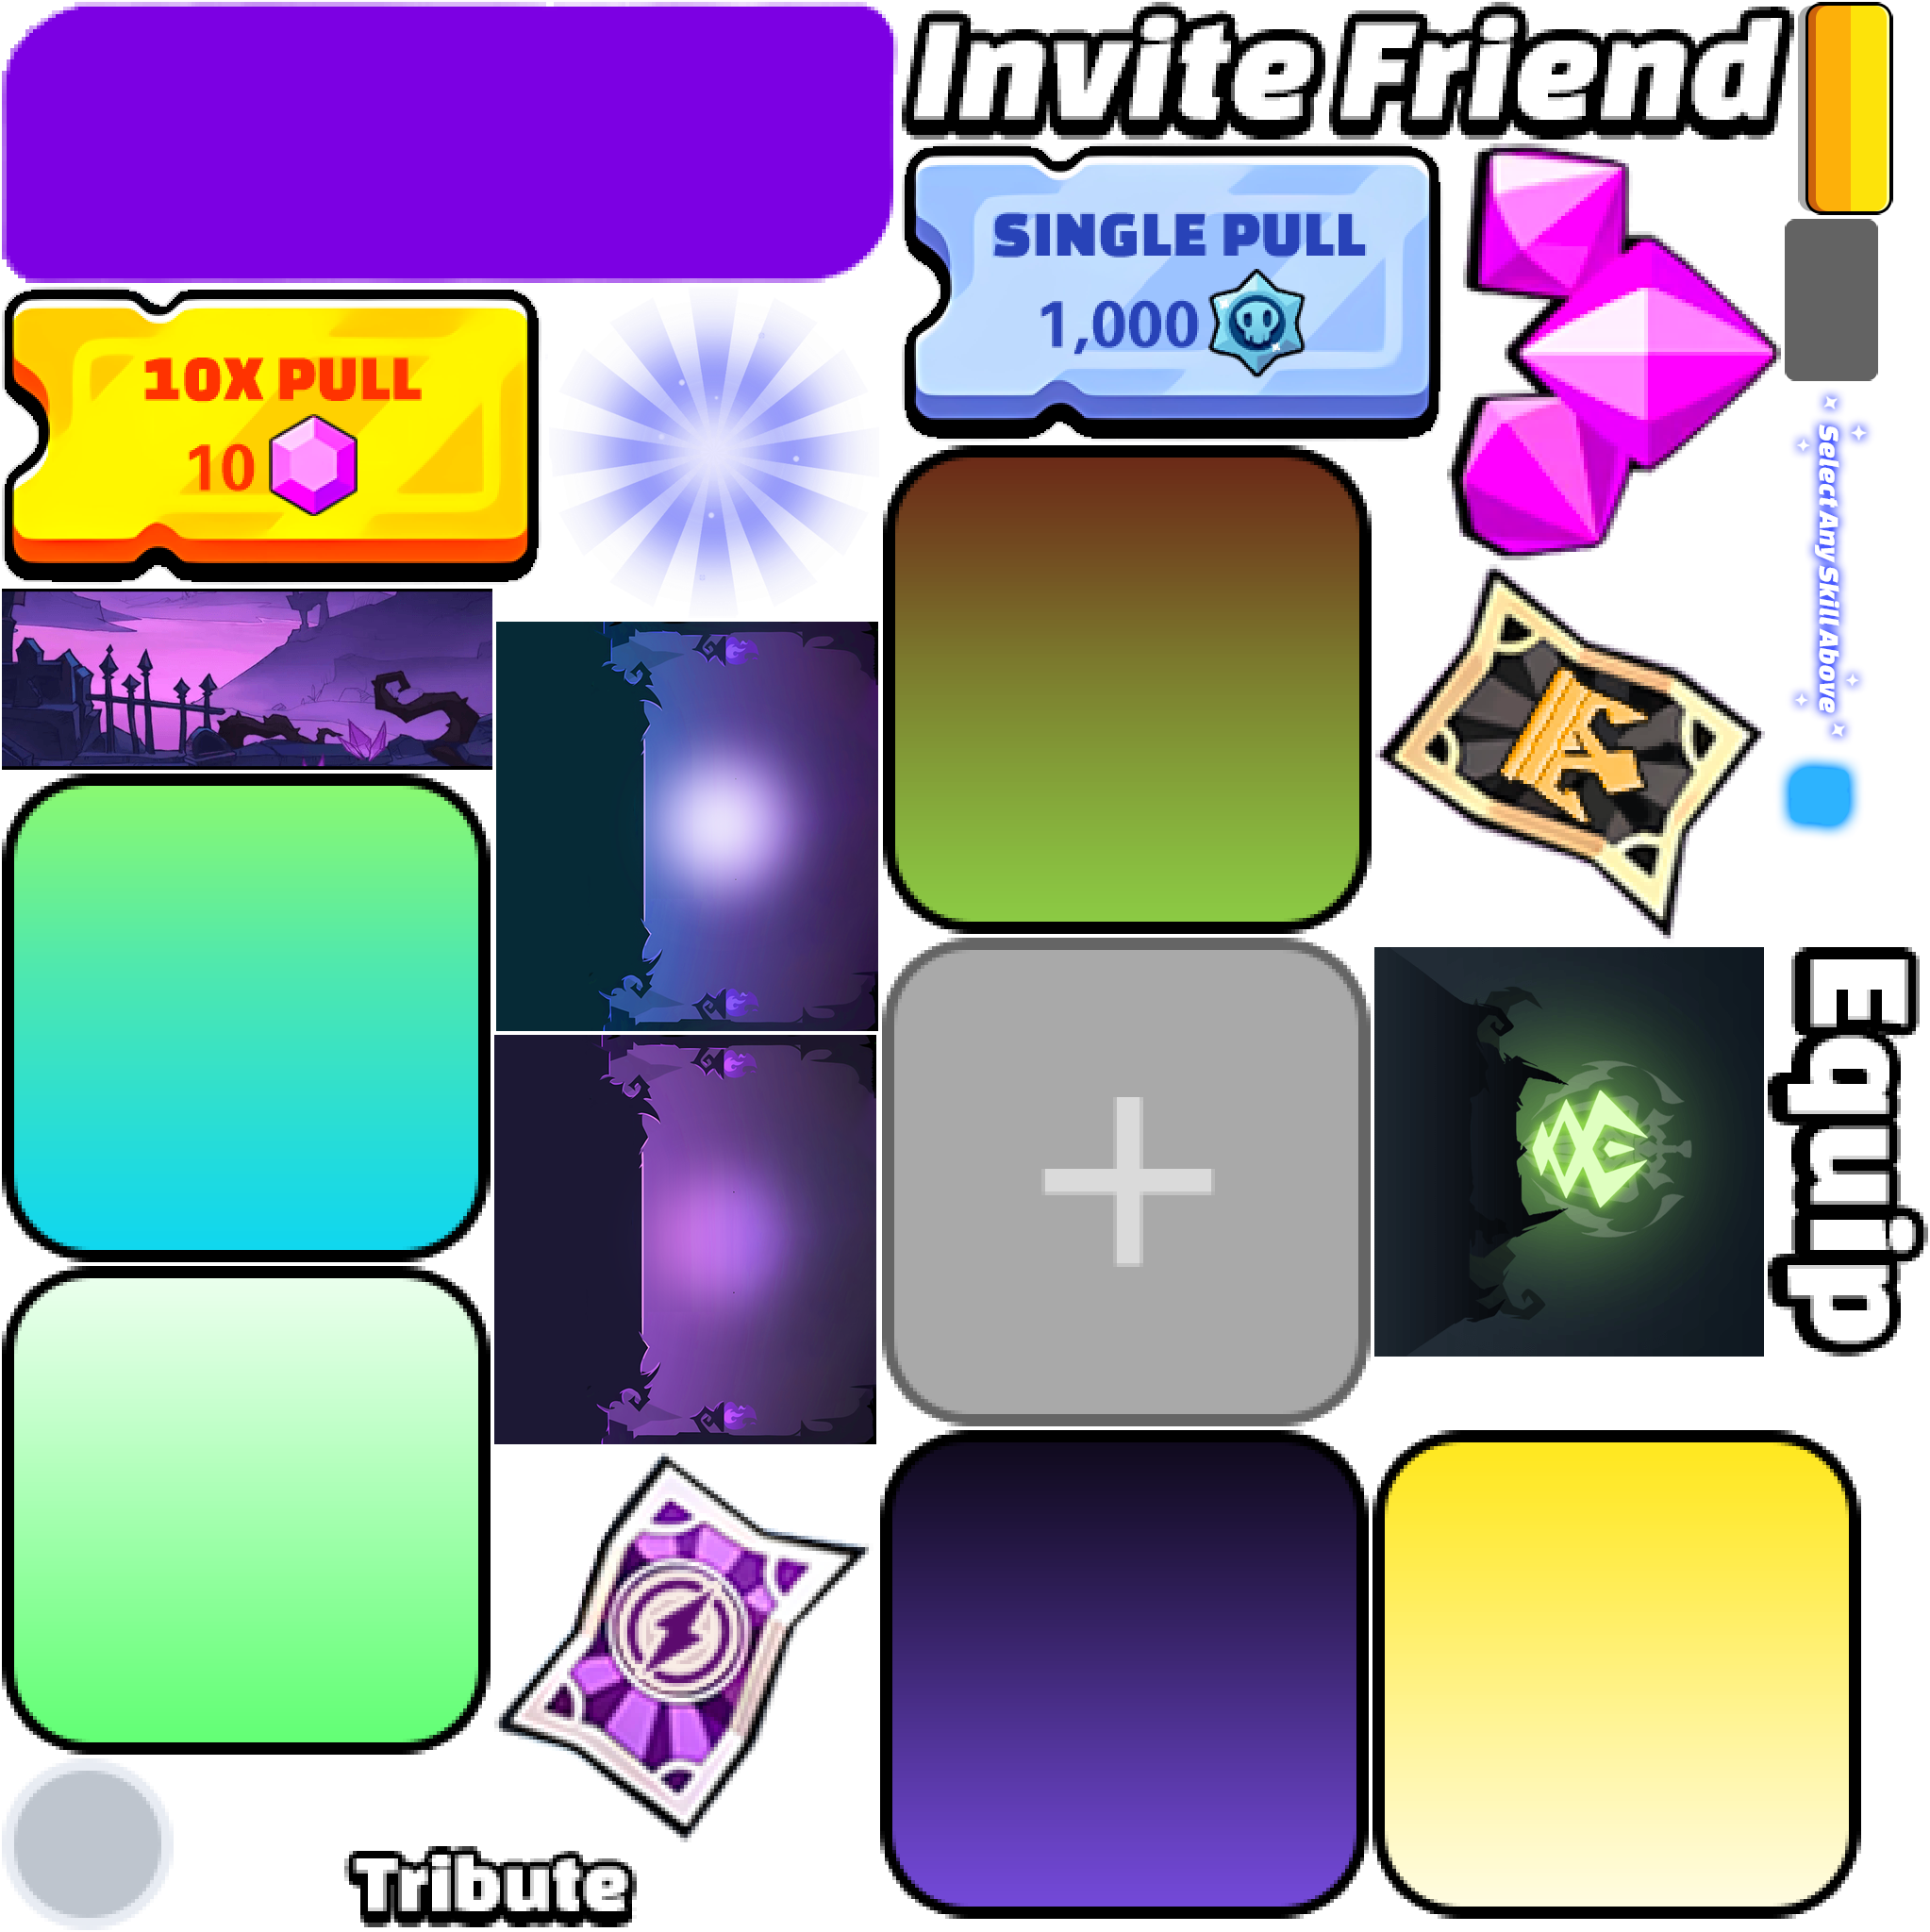 Invite Friend
SINGLE PULL
1,000
10X PULL
10
Select Any Skill Above
Equip
Tribute